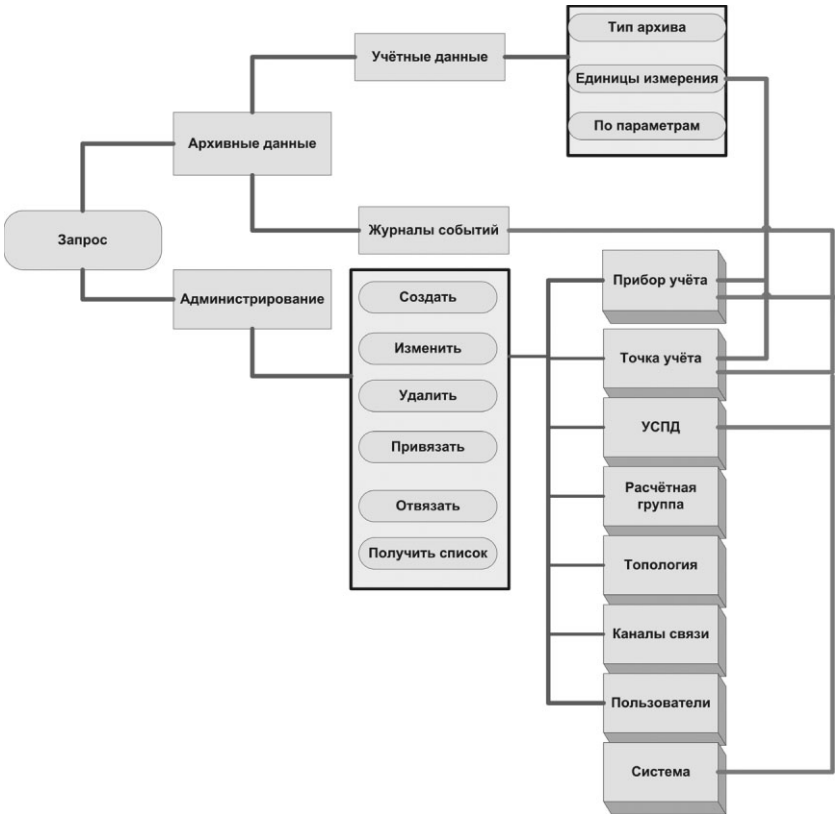 Тип архива
Учётные данные
Единицы измерения
По параметрам
Архивные данные
Журналы событий
Запрос
Администрирование
Создать
Изменить
Удалить
Привязать
Отвязать
Получить список
Прибор учёта
Точка учёта
УСПД
Расчётная
группа
Топология
Каналы связи
Пользователи
Система